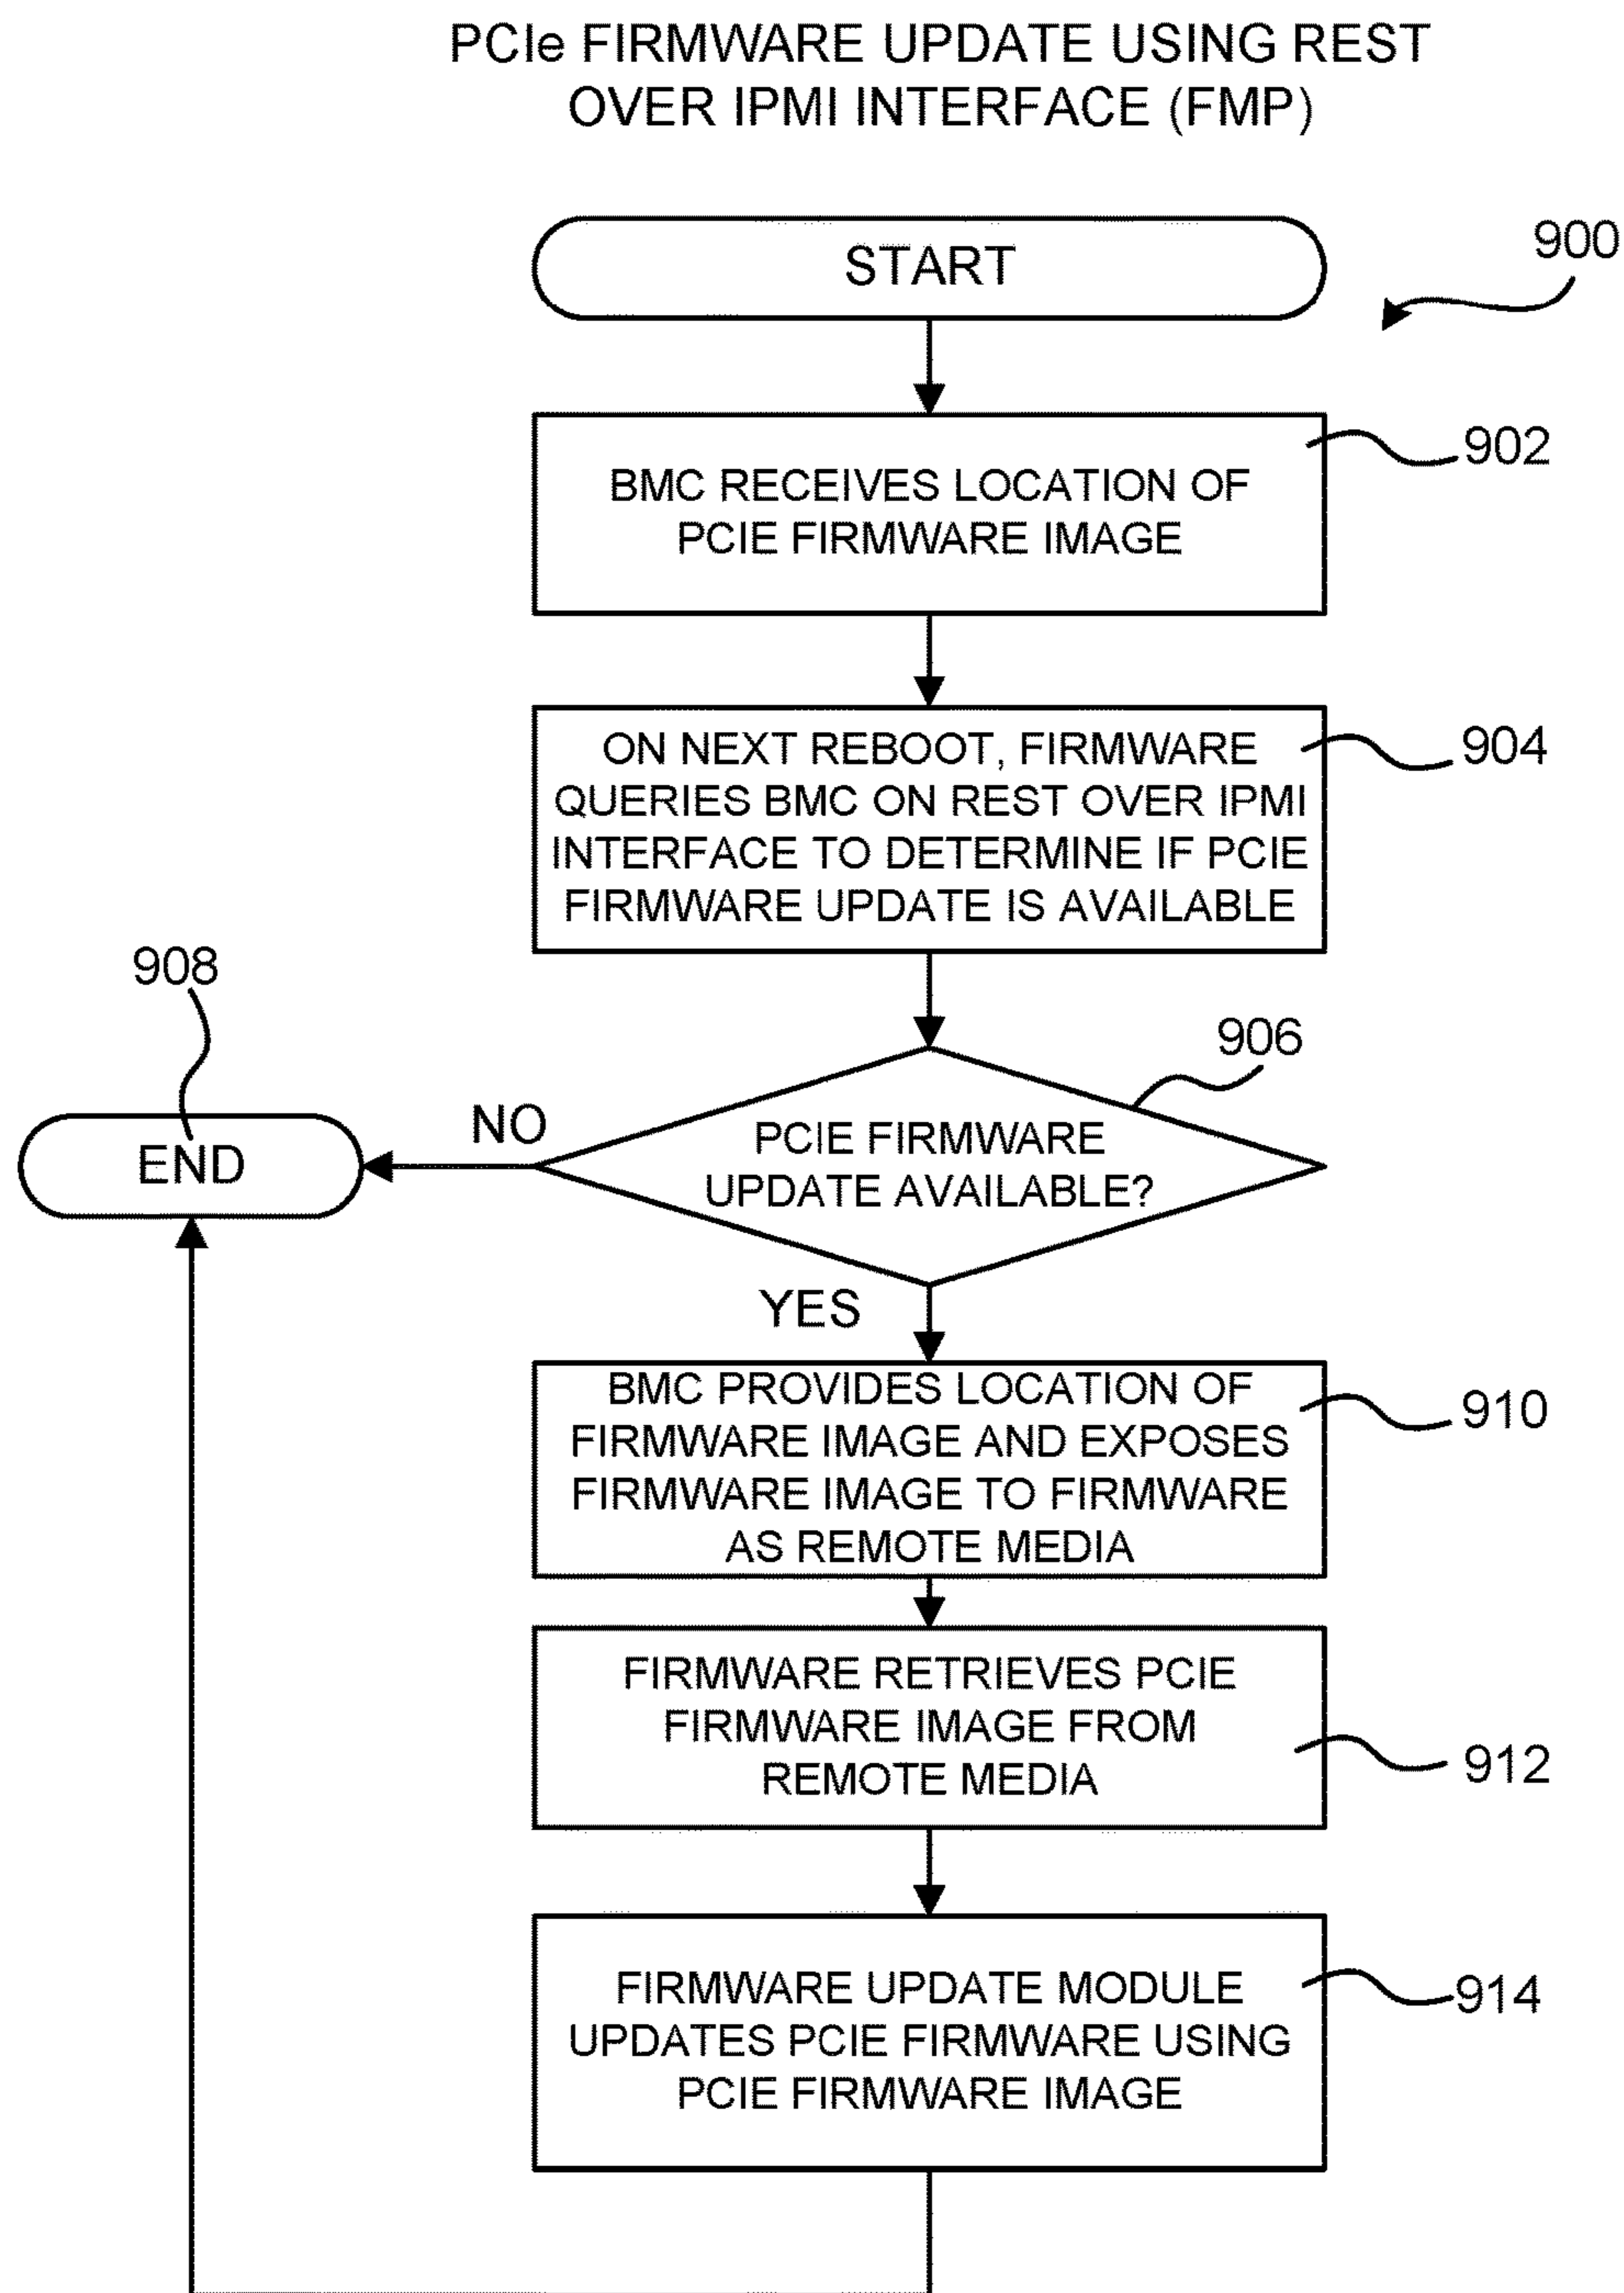 PCIe FIRMWARE UPDATE USING REST
OVER IPMI INTERFACE (FMP)
START
900
BMC RECEIVES LOCATION OF
PCIE FIRMWARE IMAGE
902
ON NEXT REBOOT, FIRMWARE
QUERIES BMC ON REST OVER IPMI
INTERFACE TO DETERMINE IF PCIE
FIRMWARE UPDATE IS AVAILABLE
904
908
END
NO
906
PCIE FIRMWARE
UPDATE AVAILABLE?
YES
BMC PROVIDES LOCATION OF
FIRMWARE IMAGE AND EXPOSES
FIRMWARE IMAGE TO FIRMWARE
AS REMOTE MEDIA
910
FIRMWARE RETRIEVES PCIE
FIRMWARE IMAGE FROM
REMOTE MEDIA
912
FIRMWARE UPDATE MODULE
UPDATES PCIE FIRMWARE USING
PCIE FIRMWARE IMAGE
914